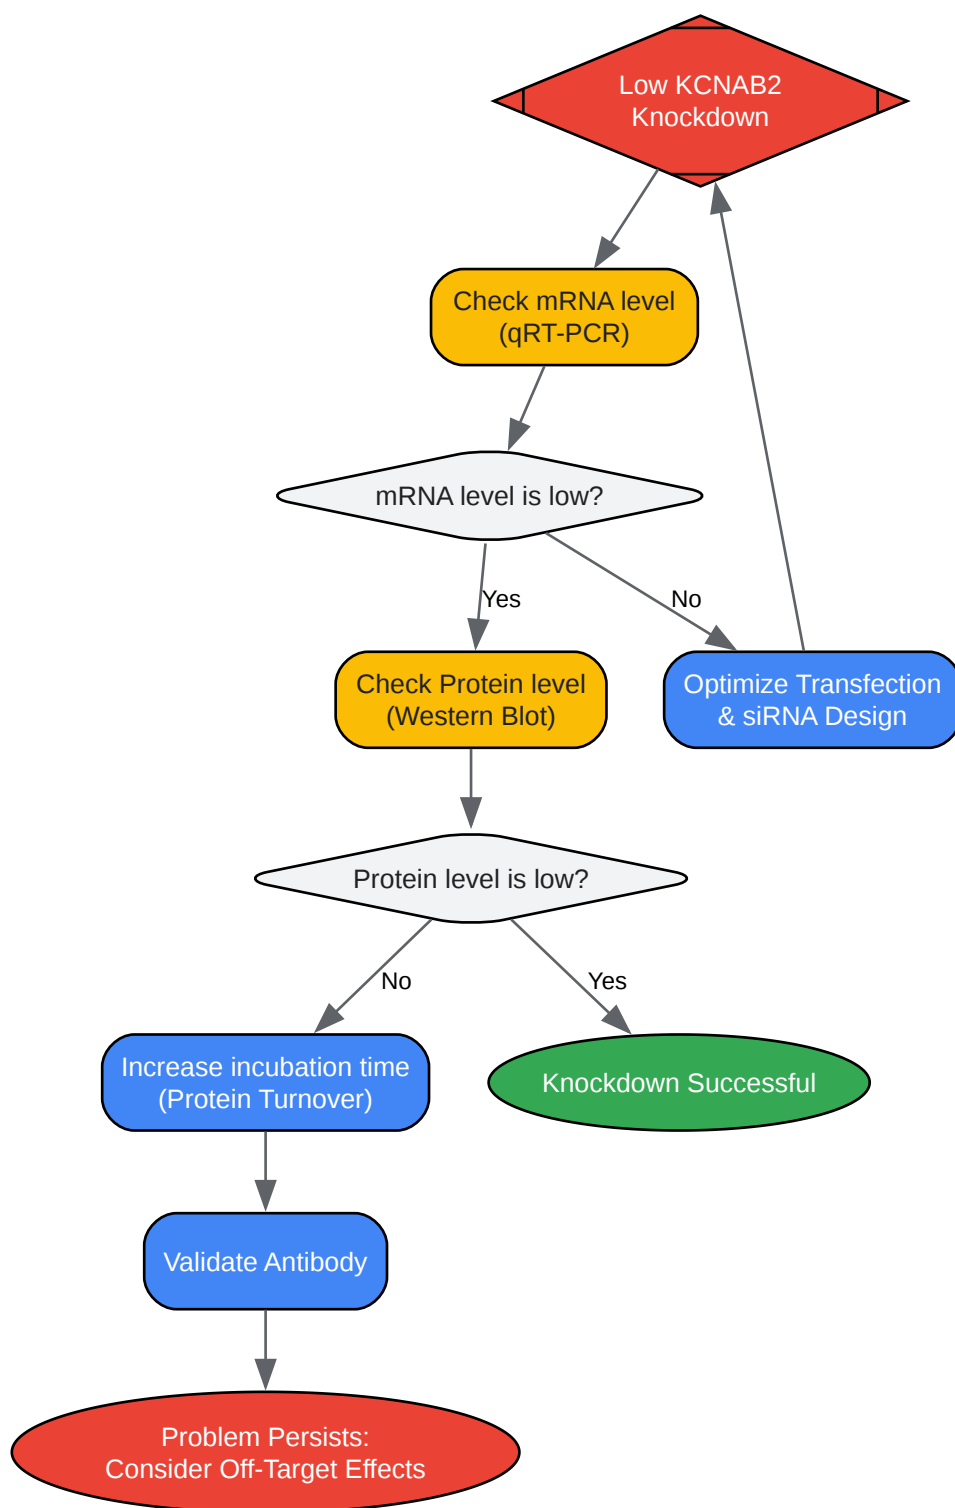 Low KCNAB2
Knockdown
Check mRNA level
(qRT-PCR)
mRNA level is low?
Yes
No
Check Protein level
(Western Blot)
Optimize Transfection
& siRNA Design
Protein level is low?
No
Yes
Increase incubation time
(Protein Turnover)
Knockdown Successful
Validate Antibody
Problem Persists:
Consider Off-Target Effects